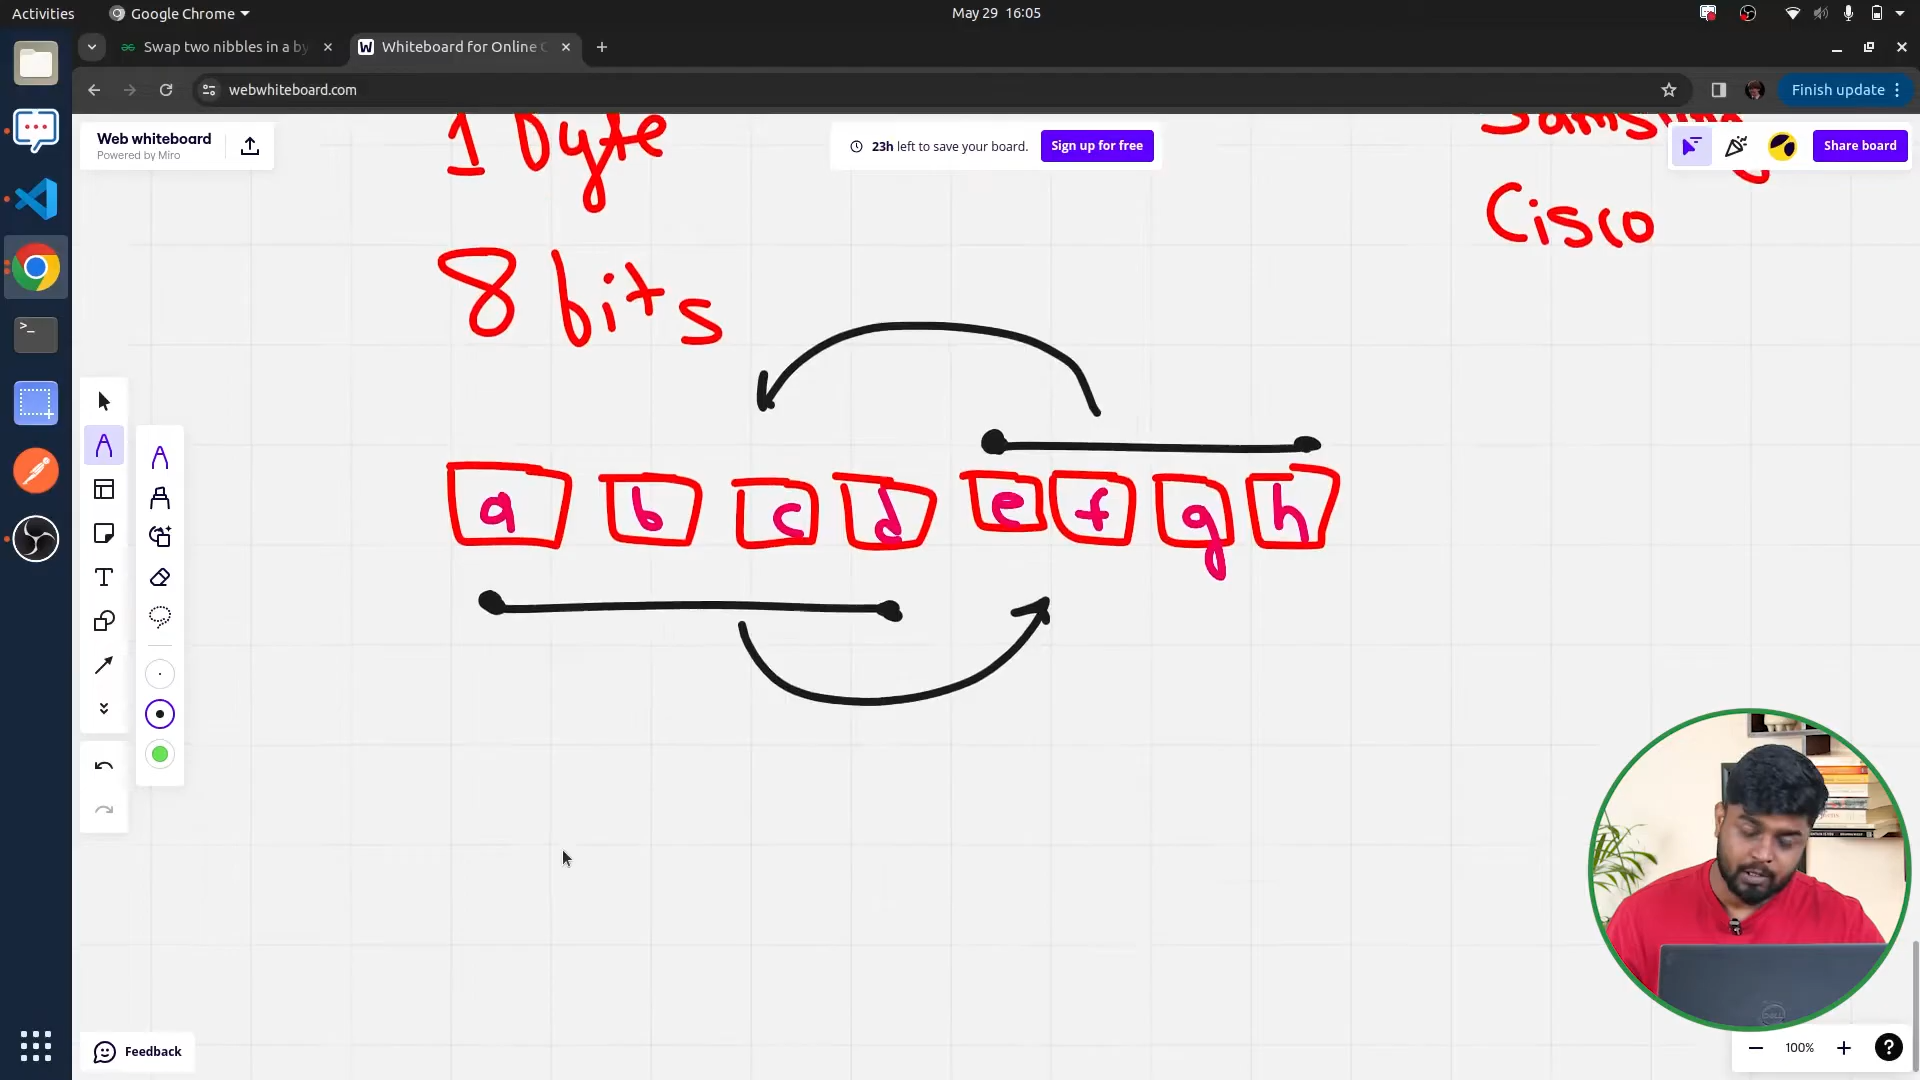 Activities Google Chrome May 29 16:05
Swap two nibbles in a by Whiteboard for Online C
webwhiteboard.com Finish update
Web whiteboard
Powered by Miro
23h left to save your board. Sign up for free
Share board
1 byte
Samsung
Cisco
8 bits
a b c d e f g h
Feedback
100%
DELL